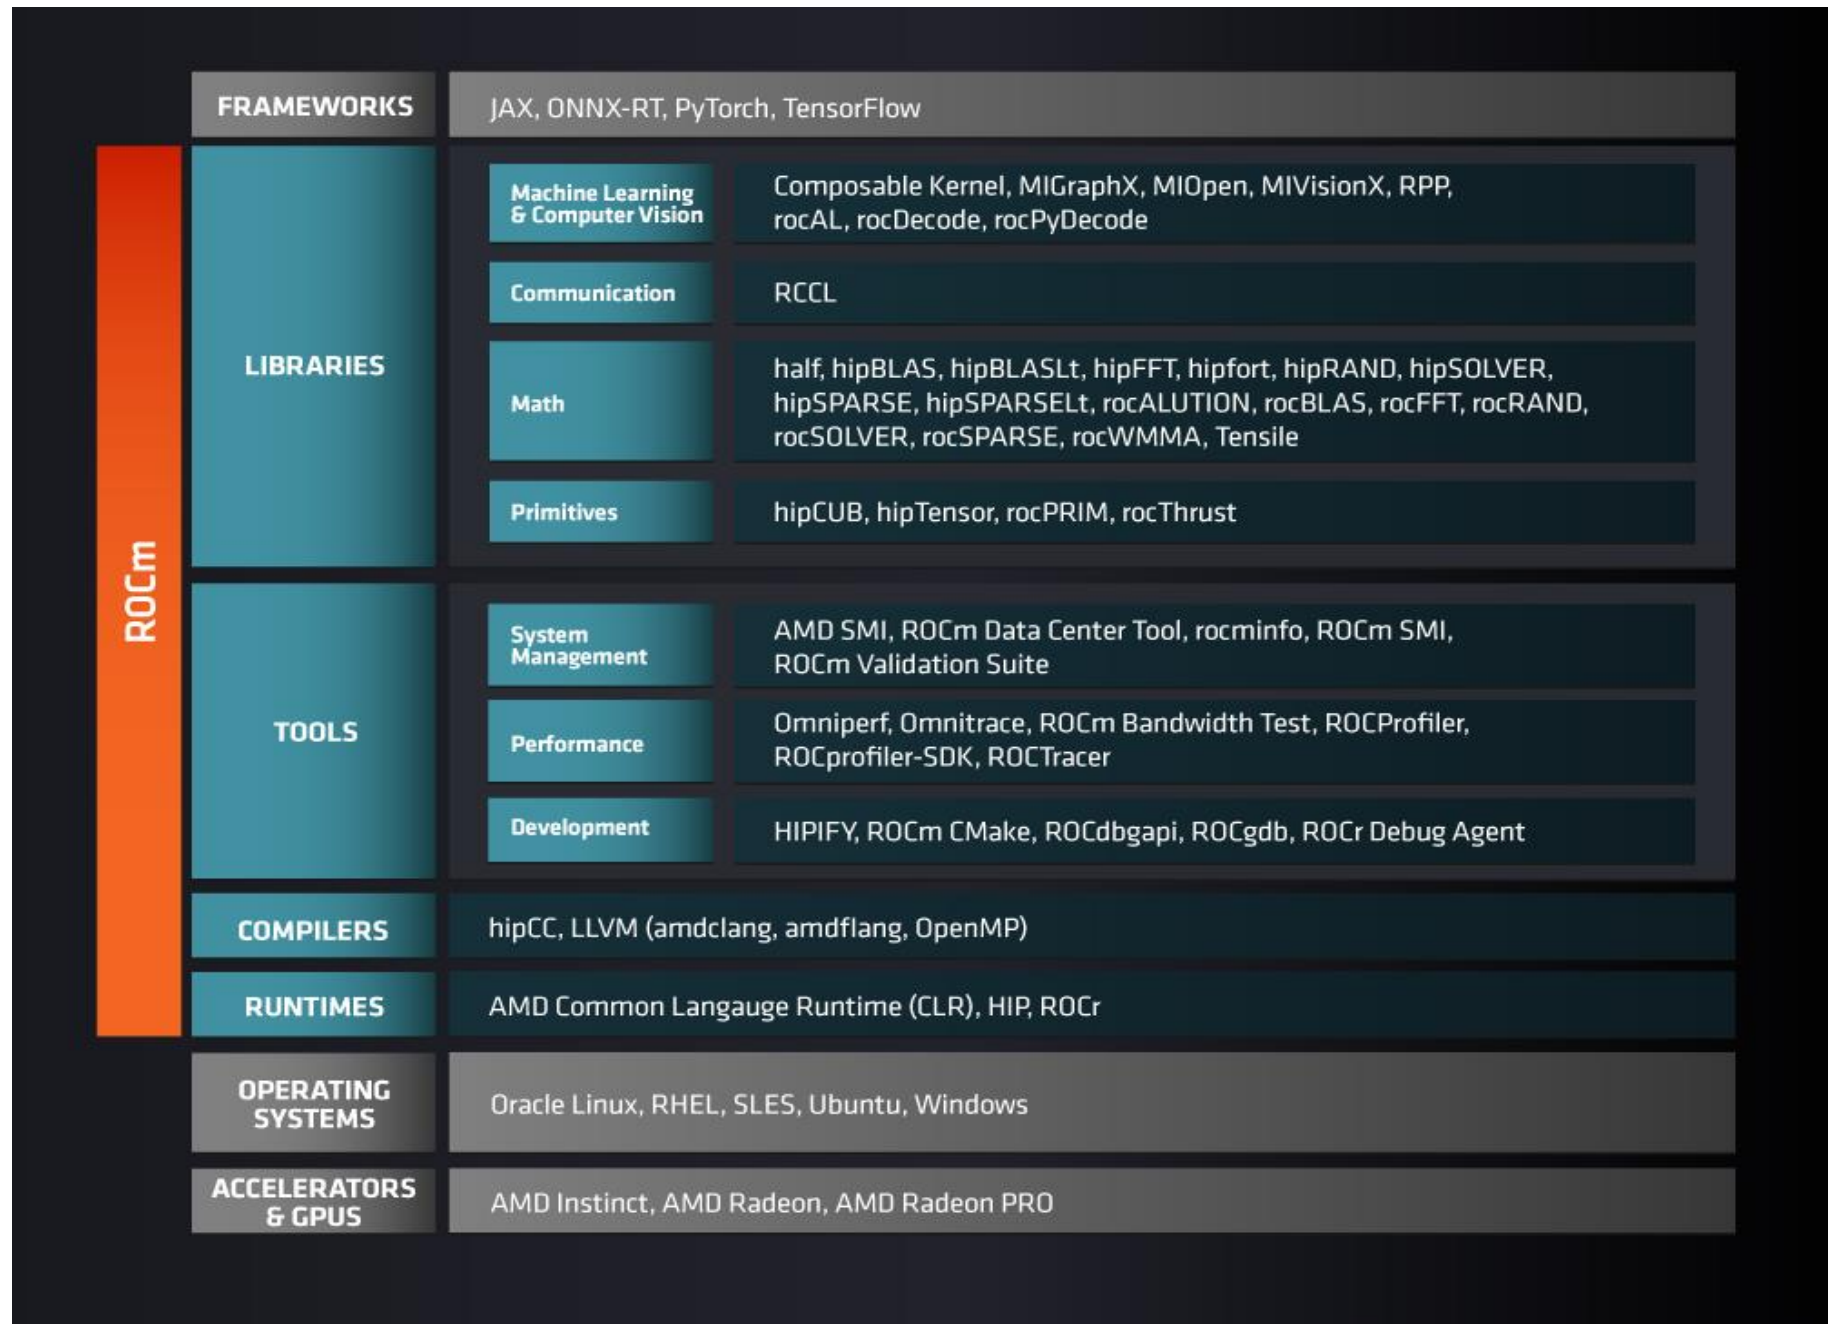 FRAMEWORKS
JAX, ONNX-RT, PyTorch, TensorFlow
ROCm
LIBRARIES
Machine Learning
& Computer Vision
Composable Kernel, MIGraphX, MIOpen, MIVisionX, RPP,
rocAL, rocDecode, rocPyDecode
Communication
RCCL
Math
half, hipBLAS, hipBLASLt, hipFFT, hipfort, hipRAND, hipSOLVER,
hipSPARSE, hipSPARSELt, rocALUTION, rocBLAS, rocFFT, rocRAND,
rocSOLVER, rocSPARSE, rocWMMA, Tensile
Primitives
hipCUB, hipTensor, rocPRIM, rocThrust
TOOLS
System
Management
AMD SMI, ROCm Data Center Tool, rocminfo, ROCm SMI,
ROCm Validation Suite
Performance
Omniperf, Omnitrace, ROCm Bandwidth Test, ROCProfiler,
ROCprofiler-SDK, ROCTracer
Development
HIPIFY, ROCm CMake, ROCdbgapi, ROCgdb, ROCr Debug Agent
COMPILERS
hipCC, LLVM (amdclang, amdflang, OpenMP)
RUNTIMES
AMD Common Langauge Runtime (CLR), HIP, ROCr
OPERATING
SYSTEMS
Oracle Linux, RHEL, SLES, Ubuntu, Windows
ACCELERATORS
& GPUS
AMD Instinct, AMD Radeon, AMD Radeon PRO